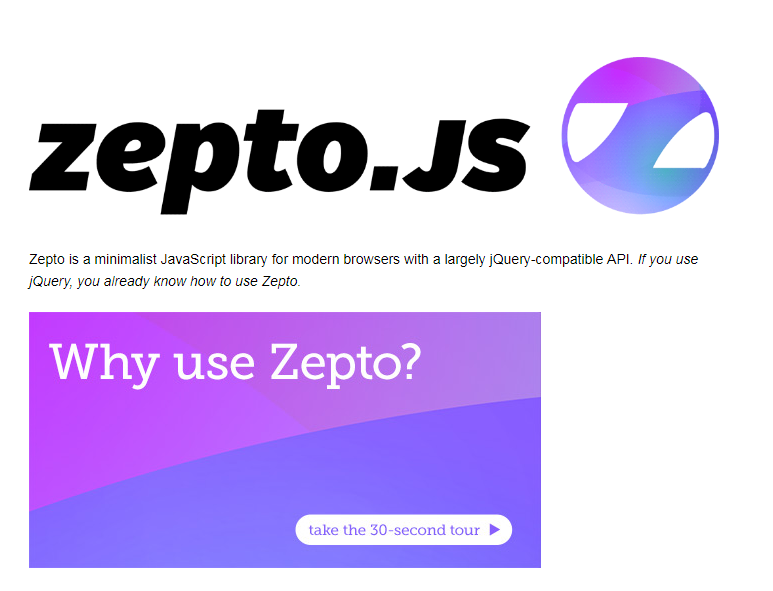 zepto.JS
Zepto is a minimalist JavaScript library for modern browsers with a largely jQuery-compatible API. If you use
jQuery, you already know how to use Zepto.
Why use Zepto?
take the 30-second tour